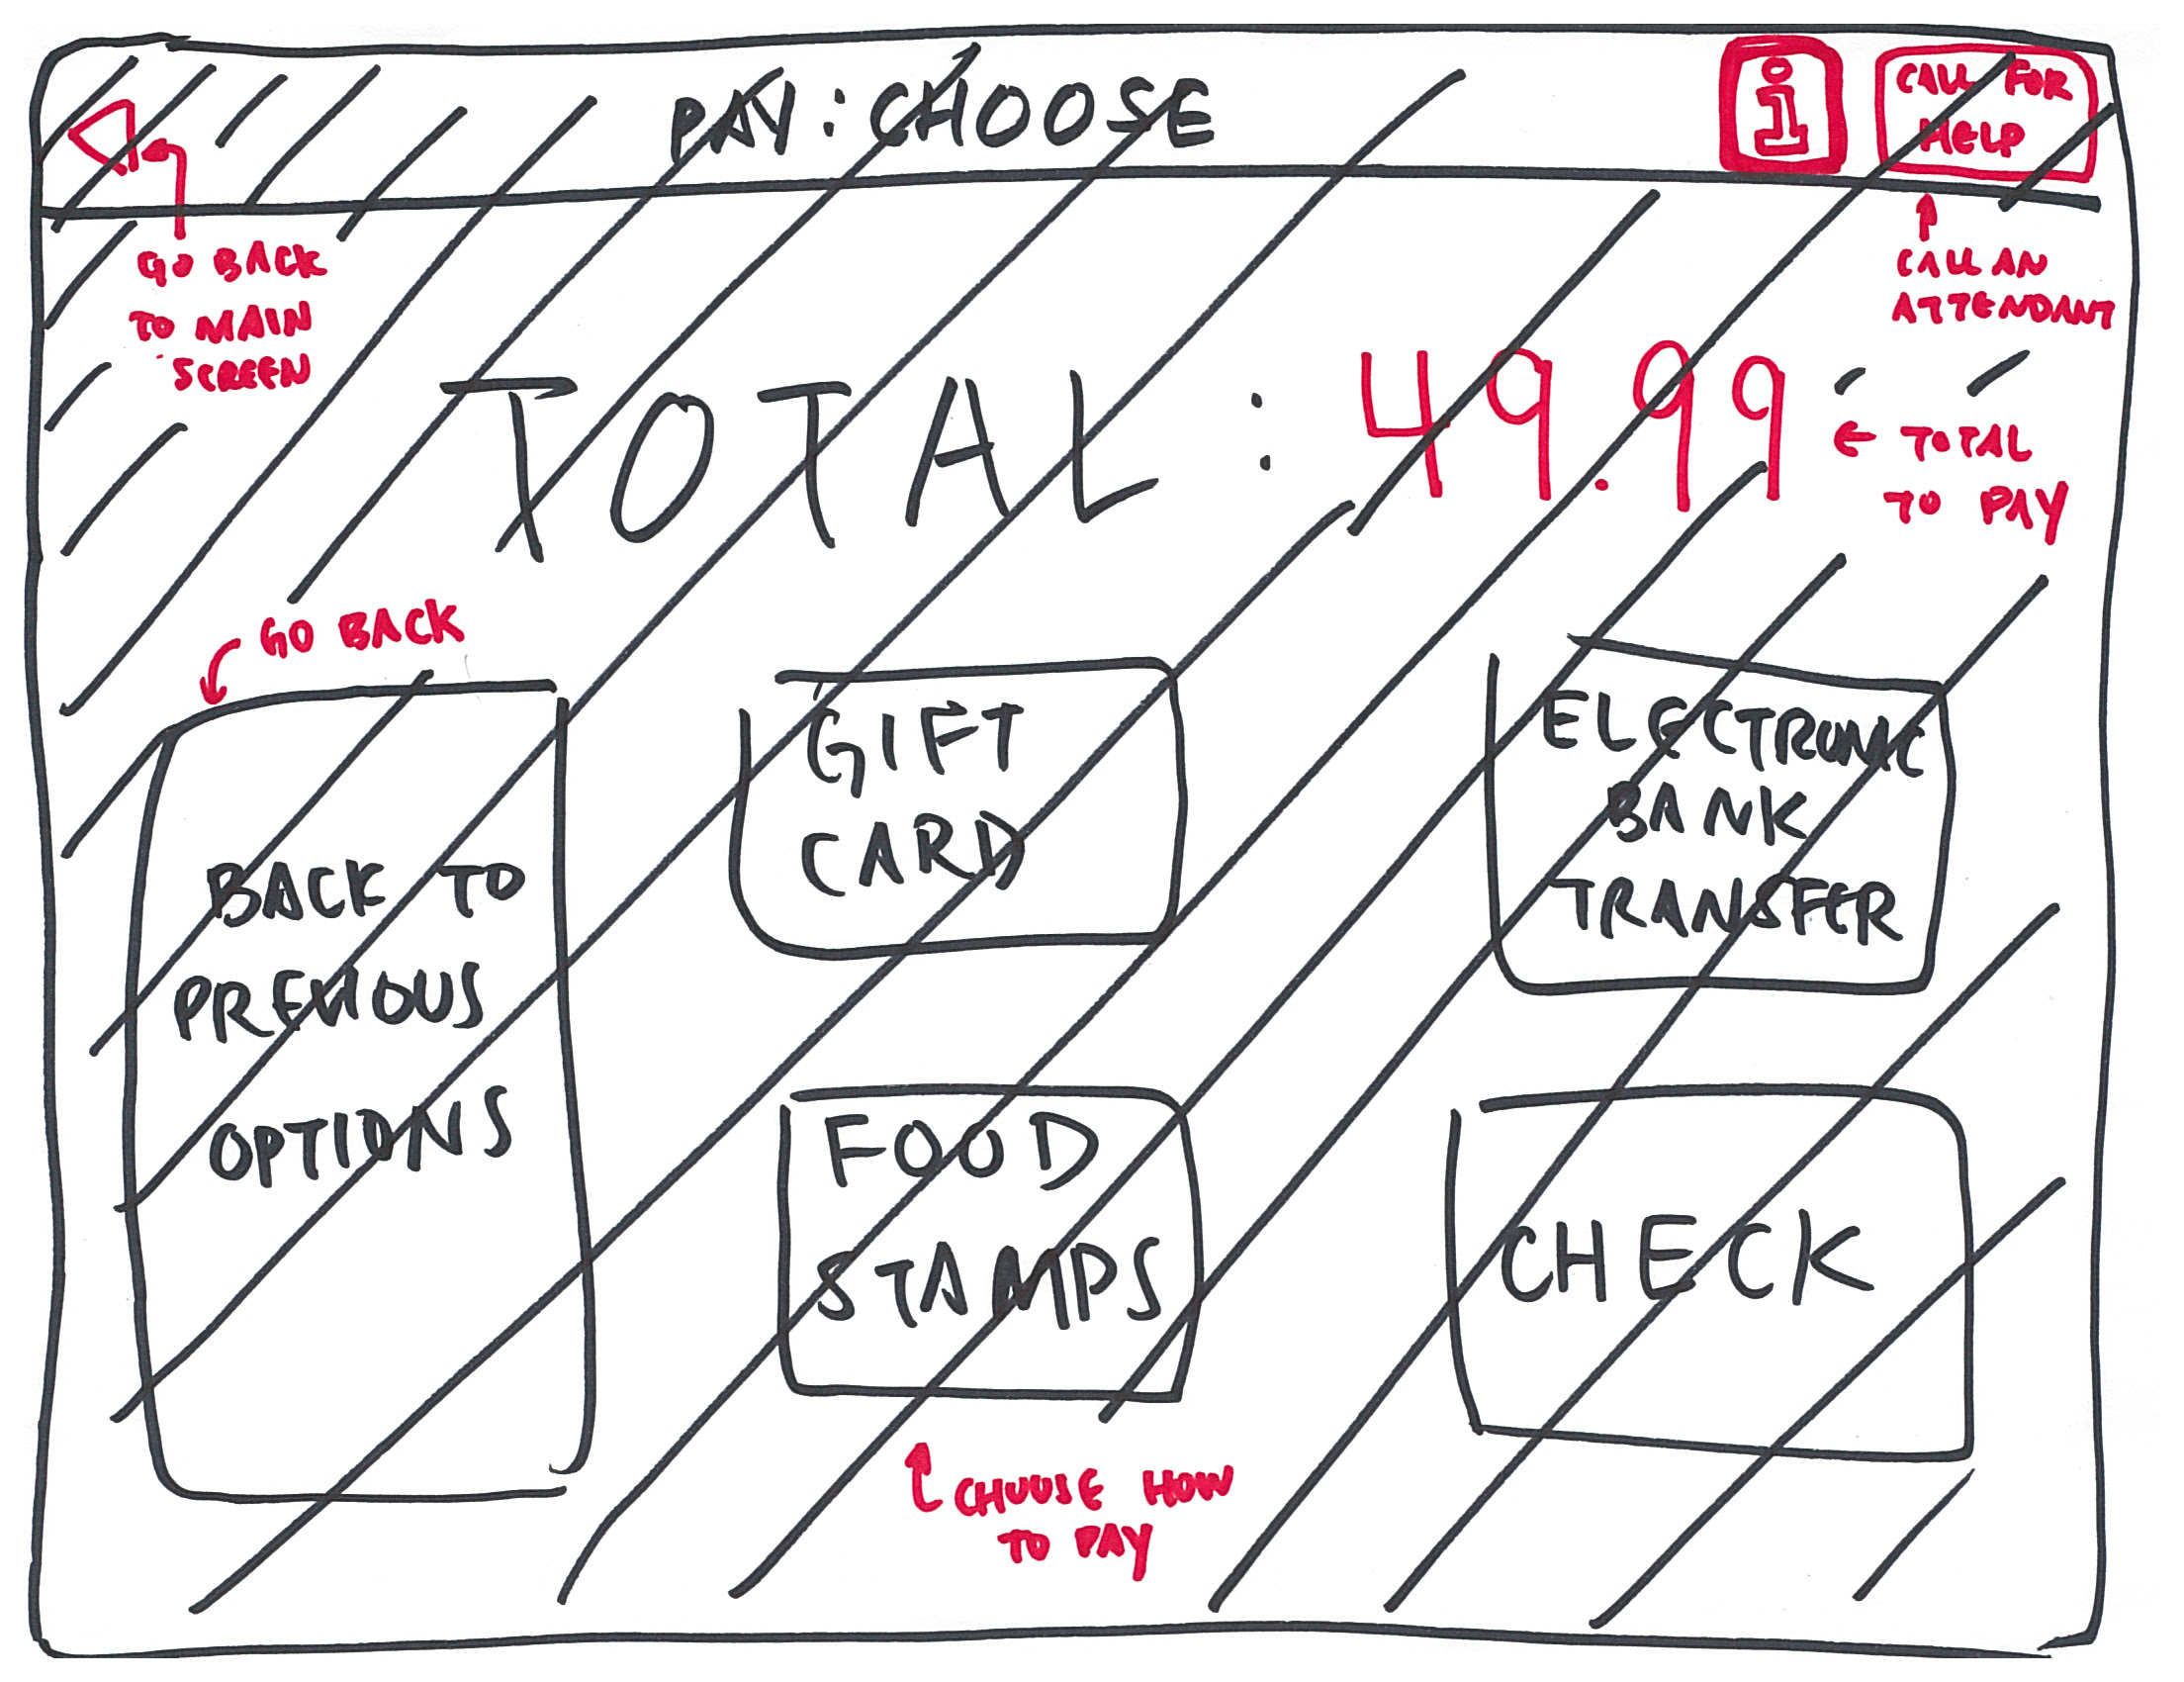 PAY: CHOOSE
i
CALL FOR
HELP
GO BACK
TO MAIN
SCREEN
CALL AN
ATTENDANT
TOTAL: 49.99
← TOTAL
TO PAY
GO BACK
BACK TO
PREVIOUS
OPTIONS
GIFT
CARD
ELECTRONIC
BANK
TRANSFER
FOOD
STAMPS
CHECK
CHOOSE HOW
TO PAY